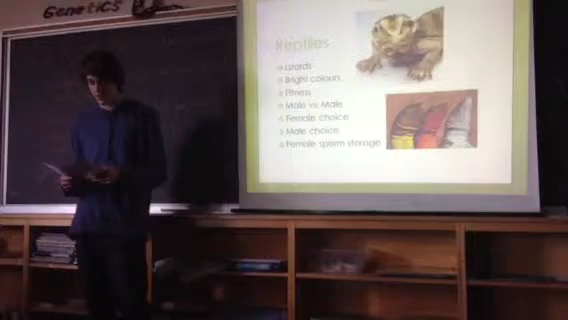 Genetics
Reptiles
Lizards
Bright colours
Fitness
Male vs. Male
Female choice
Male choice
Female sperm storage